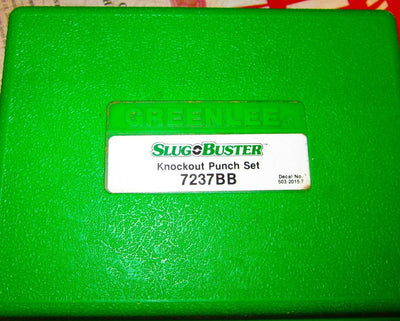 GREENLEE
SLUG BUSTER
Knockout Punch Set
7237BB
Decal No.
503 2015.7